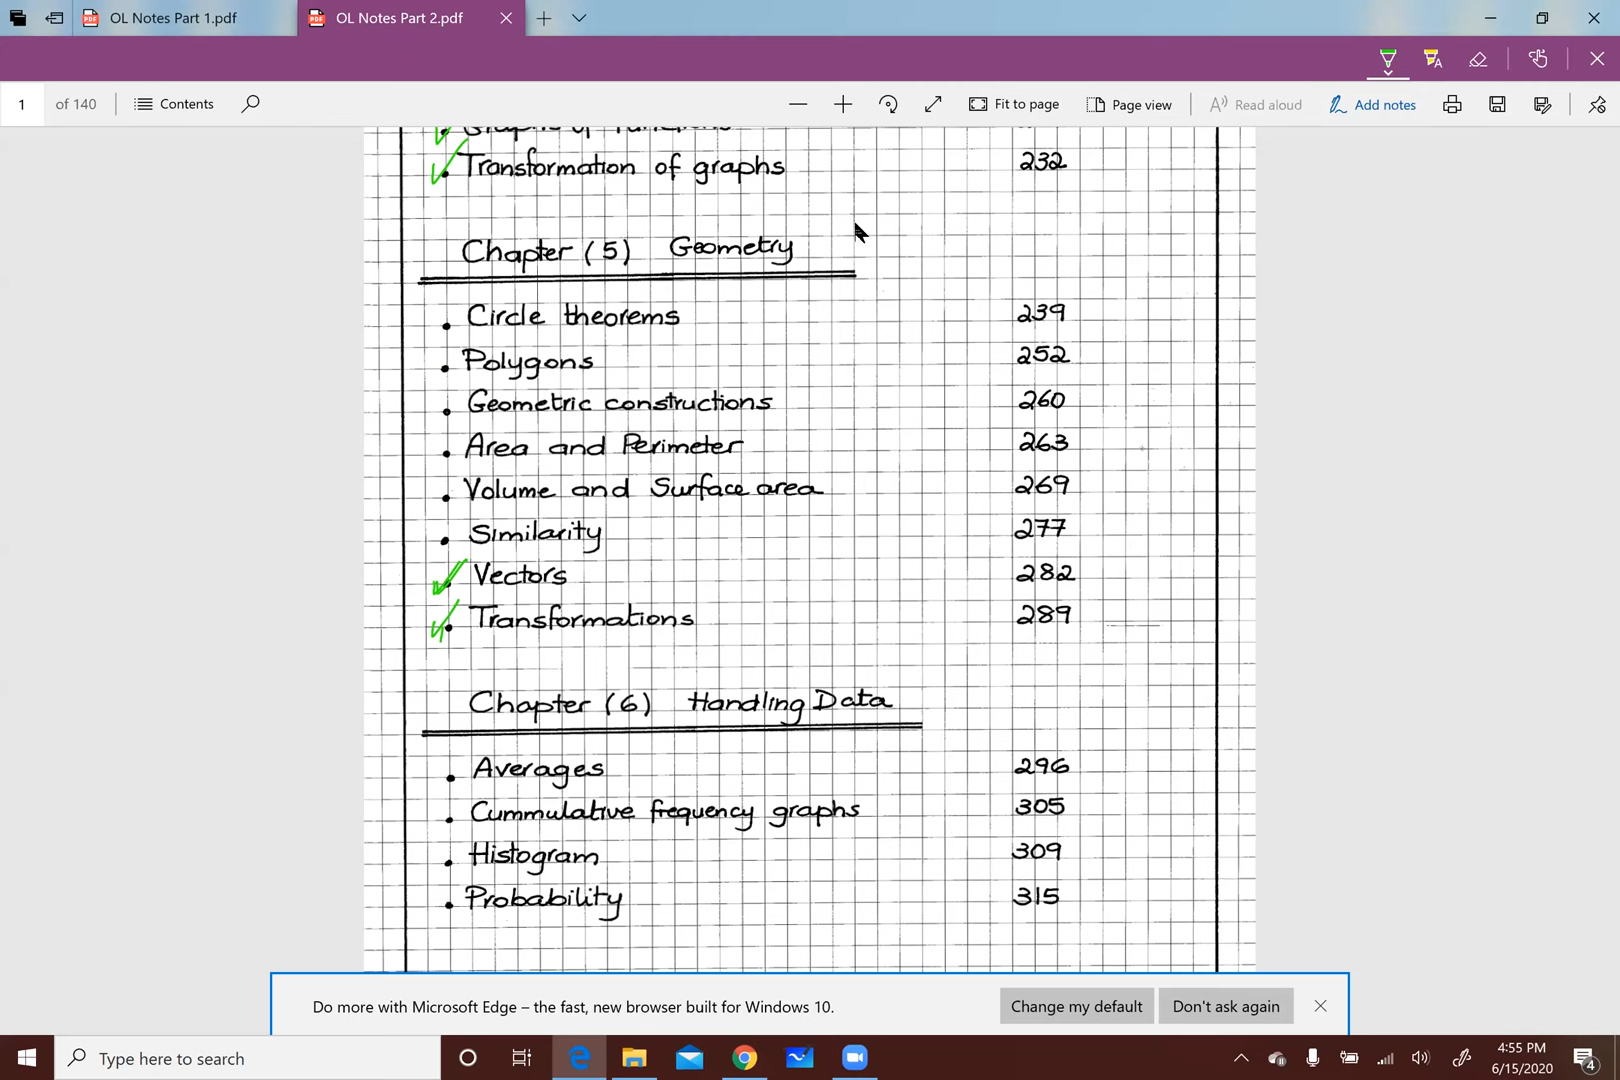 OL Notes Part 1.pdf
OL Notes Part 2.pdf
1 of 140
Contents
Fit to page
Page view
Read aloud
Add notes
Graphs of functions
Transformation of graphs 232
Chapter (5) Geometry
Circle theorems 239
Polygons 252
Geometric constructions 260
Area and Perimeter 263
Volume and Surface area 269
Similarity 277
Vectors 282
Transformations 289
Chapter (6) Handling Data
Averages 296
Cummulative frequency graphs 305
Histogram 309
Probability 315
Do more with Microsoft Edge – the fast, new browser built for Windows 10.
Change my default
Don't ask again
Type here to search
4:55 PM
6/15/2020
4